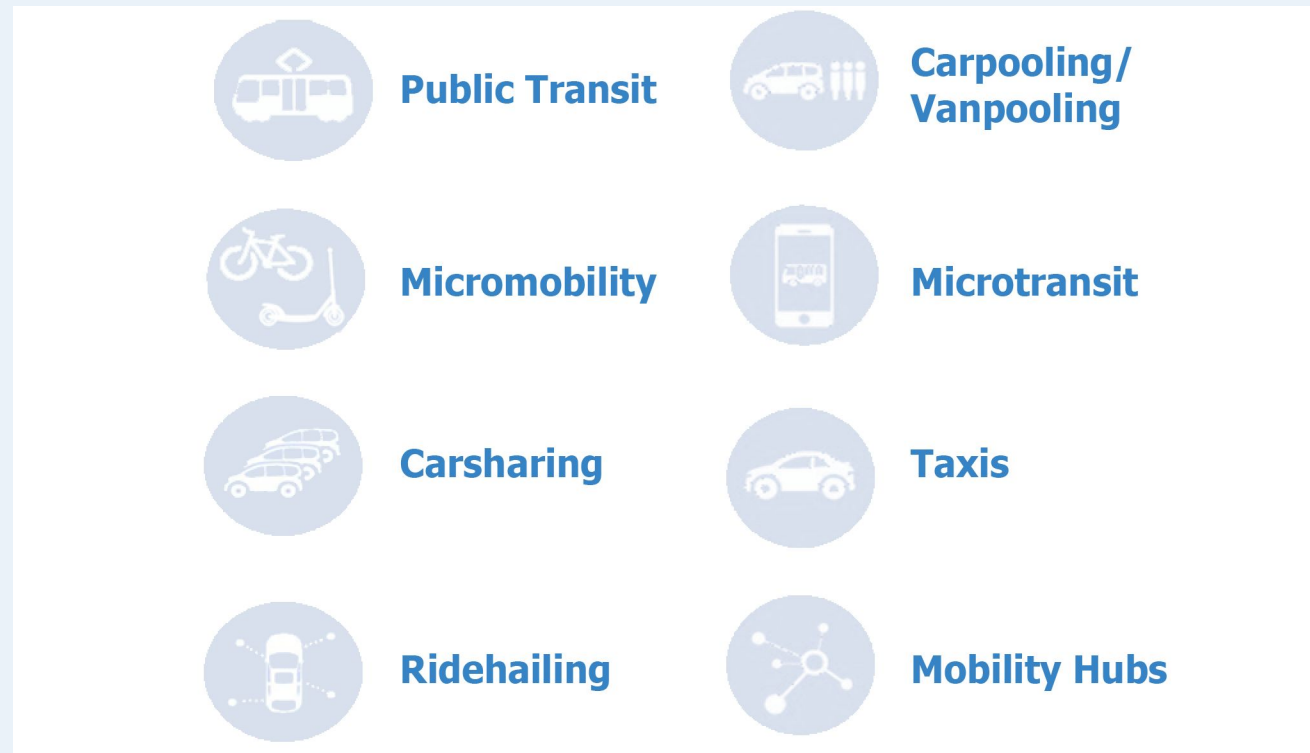 Public Transit
Carpooling/
Vanpooling
Micromobility
Microtransit
Carsharing
Taxis
Ridehailing
Mobility Hubs